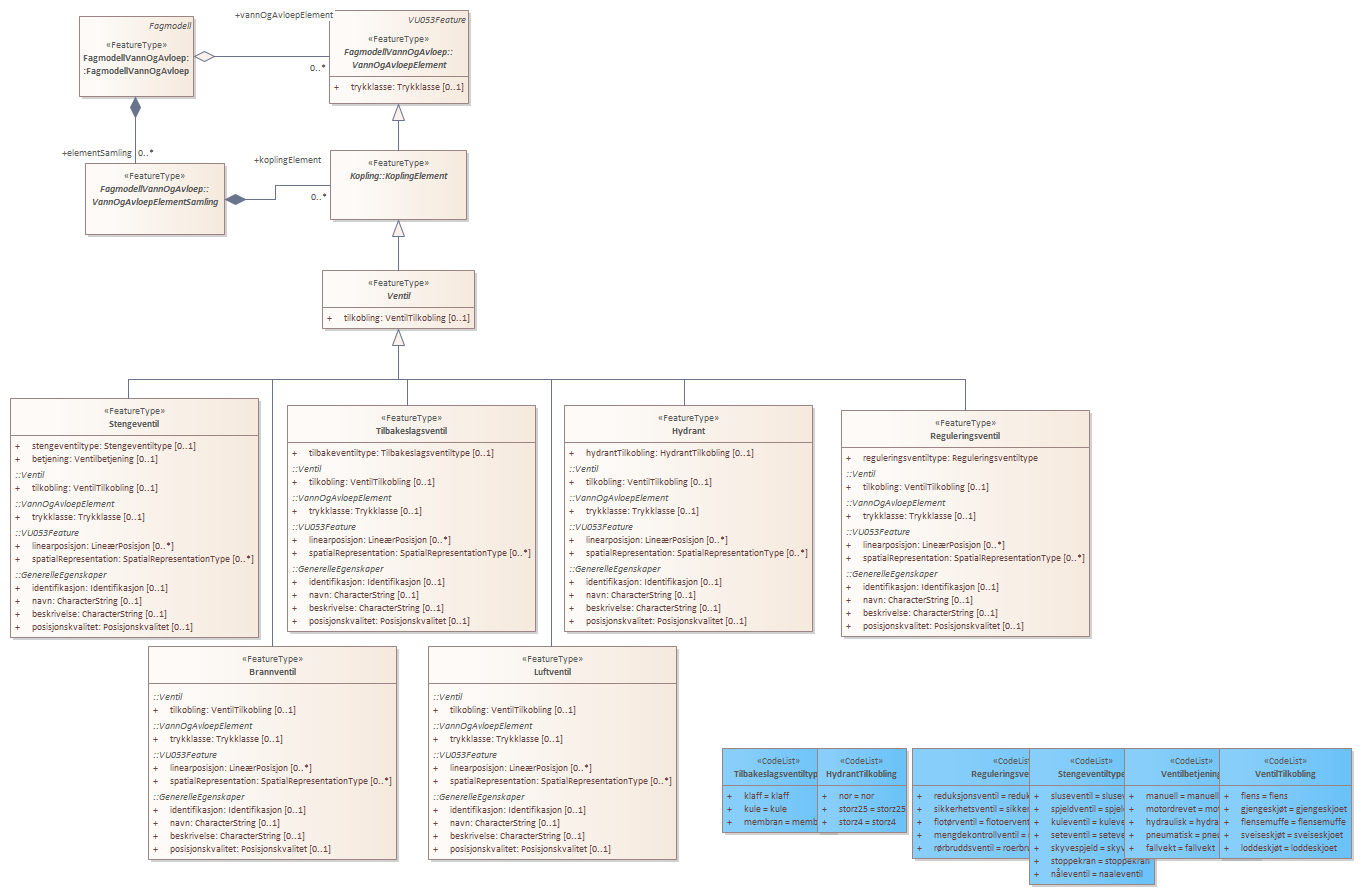 Fagmodell
«FeatureType»
FagmodellVannOgAvloep:
:FagmodellVannOgAvloep
+vannOgAvloepElement
0..*
VU053Feature
«FeatureType»
FagmodellVannOgAvloep::
VannOgAvloepElement
+ trykklasse: Trykklasse [0..1]
+elementSamling
0..*
«FeatureType»
FagmodellVannOgAvloep::
VannOgAvloepElementSamling
+koplingElement
0..*
«FeatureType»
Kopling::KoplingElement
«FeatureType»
Ventil
+ tilkobling: VentilTilkobling [0..1]
«FeatureType»
Stengeventil
+ stengeventiltype: Stengeventiltype [0..1]
+ betjening: Ventilbetjening [0..1]
::Ventil
+ tilkobling: VentilTilkobling [0..1]
::VannOgAvloepElement
+ trykklasse: Trykklasse [0..1]
::VU053Feature
+ linearposisjon: LineærPosisjon [0..*]
+ spatialRepresentation: SpatialRepresentationType [0..*]
::GenerelleEgenskaper
+ identifikasjon: Identifikasjon [0..1]
+ navn: CharacterString [0..1]
+ beskrivelse: CharacterString [0..1]
+ posisjonskvalitet: Posisjonskvalitet [0..1]
«FeatureType»
Tilbakeslagsventil
+ tilbakeventiltype: Tilbakeslagsventiltype [0..1]
::Ventil
+ tilkobling: VentilTilkobling [0..1]
::VannOgAvloepElement
+ trykklasse: Trykklasse [0..1]
::VU053Feature
+ linearposisjon: LineærPosisjon [0..*]
+ spatialRepresentation: SpatialRepresentationType [0..*]
::GenerelleEgenskaper
+ identifikasjon: Identifikasjon [0..1]
+ navn: CharacterString [0..1]
+ beskrivelse: CharacterString [0..1]
+ posisjonskvalitet: Posisjonskvalitet [0..1]
«FeatureType»
Hydrant
+ hydrantTilkobling: HydrantTilkobling [0..1]
::Ventil
+ tilkobling: VentilTilkobling [0..1]
::VannOgAvloepElement
+ trykklasse: Trykklasse [0..1]
::VU053Feature
+ linearposisjon: LineærPosisjon [0..*]
+ spatialRepresentation: SpatialRepresentationType [0..*]
::GenerelleEgenskaper
+ identifikasjon: Identifikasjon [0..1]
+ navn: CharacterString [0..1]
+ beskrivelse: CharacterString [0..1]
+ posisjonskvalitet: Posisjonskvalitet [0..1]
«FeatureType»
Reguleringsventil
+ reguleringsventiltype: Reguleringsventiltype
::Ventil
+ tilkobling: VentilTilkobling [0..1]
::VannOgAvloepElement
+ trykklasse: Trykklasse [0..1]
::VU053Feature
+ linearposisjon: LineærPosisjon [0..*]
+ spatialRepresentation: SpatialRepresentationType [0..*]
::GenerelleEgenskaper
+ identifikasjon: Identifikasjon [0..1]
+ navn: CharacterString [0..1]
+ beskrivelse: CharacterString [0..1]
+ posisjonskvalitet: Posisjonskvalitet [0..1]
«FeatureType»
Brannventil
::Ventil
+ tilkobling: VentilTilkobling [0..1]
::VannOgAvloepElement
+ trykklasse: Trykklasse [0..1]
::VU053Feature
+ linearposisjon: LineærPosisjon [0..*]
+ spatialRepresentation: SpatialRepresentationType [0..*]
::GenerelleEgenskaper
+ identifikasjon: Identifikasjon [0..1]
+ navn: CharacterString [0..1]
+ beskrivelse: CharacterString [0..1]
+ posisjonskvalitet: Posisjonskvalitet [0..1]
«FeatureType»
Luftventil
::Ventil
+ tilkobling: VentilTilkobling [0..1]
::VannOgAvloepElement
+ trykklasse: Trykklasse [0..1]
::VU053Feature
+ linearposisjon: LineærPosisjon [0..*]
+ spatialRepresentation: SpatialRepresentationType [0..*]
::GenerelleEgenskaper
+ identifikasjon: Identifikasjon [0..1]
+ navn: CharacterString [0..1]
+ beskrivelse: CharacterString [0..1]
+ posisjonskvalitet: Posisjonskvalitet [0..1]
«CodeList»
Tilbakeslagsventiltyp
+ klaff = klaff
+ kule = kule
+ membran = memb
«CodeList»
HydrantTilkobling
+ nor = nor
+ storz25 = storz25
+ storz4 = storz4
«CodeList
Reguleringsve
+ reduksjonsventil = reduk
+ sikkerhetsventil = sikker
+ flotørventil = flotoervent
+ mengdekontrollventil =
+ rørbruddsventil = roerbru
«CodeList»
Stengeventiltype
+ sluseventil = sluse
+ spjeldventil = spjel
+ kuleventil = kuleve
+ seteventil = seteve
+ skyvespjeld = skyv
+ stoppekran = stoppekran
+ nåleventil = naaleventil
«CodeList»
Ventilbetjening
+ manuell = manuell
+ motordrevet = mot
+ hydraulisk = hydra
+ pneumatisk = pneu
+ fallvekt = fallvekt
«CodeList»
VentilTilkobling
+ flens = flens
+ gjengeskjøt = gjengeskjoet
+ flensemuffe = flensemuffe
+ sveiseskjøt = sveiseskjoet
+ loddeskjøt = loddeskjoet